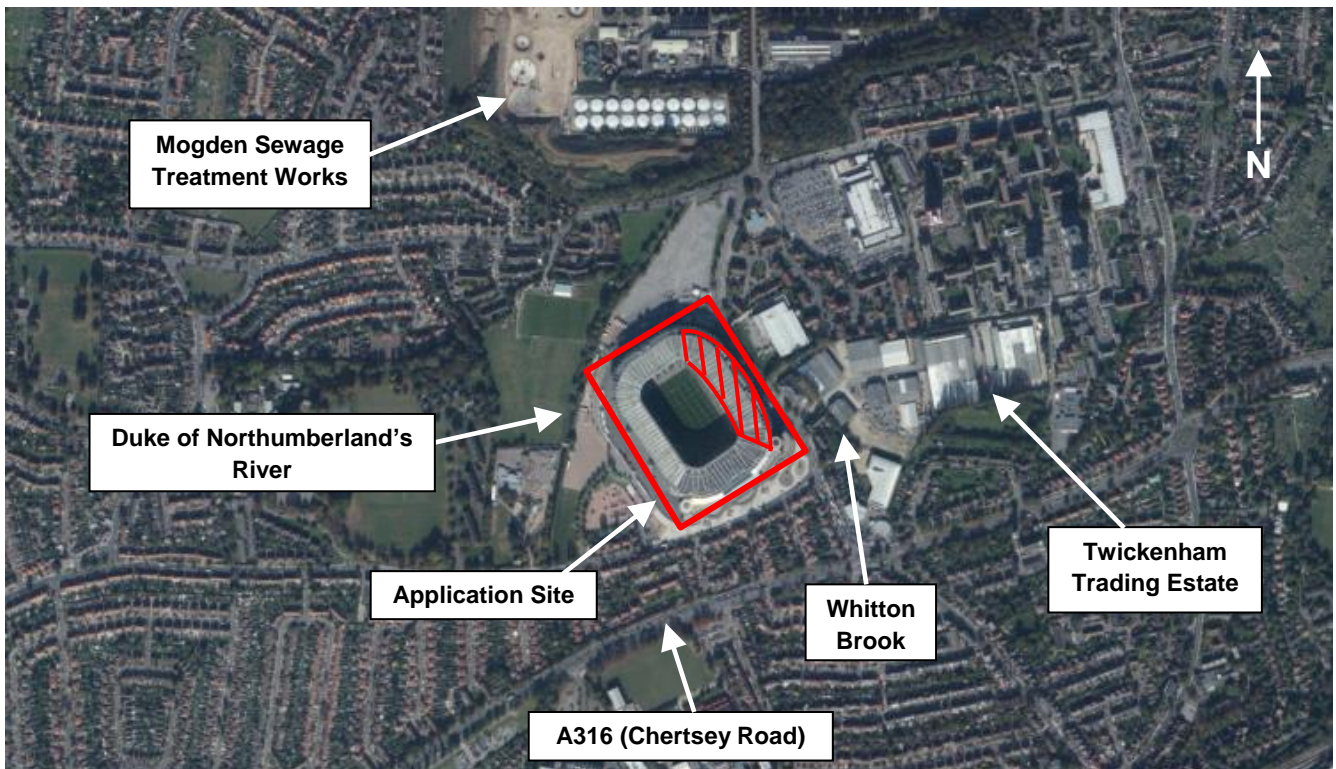 Mogden Sewage
Treatment Works
N
Duke of Northumberland's
River
Application Site
Whitton
Brook
Twickenham
Trading Estate
A316 (Chertsey Road)